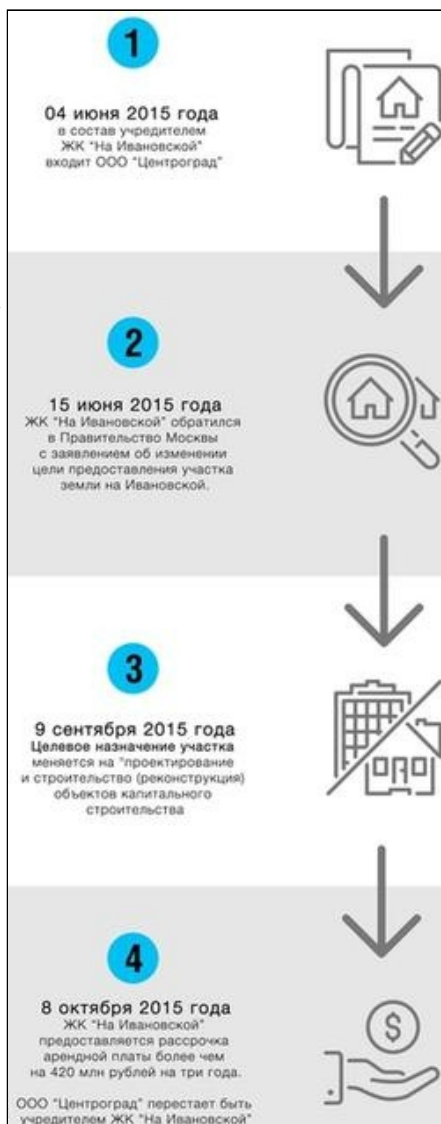 1
04 июня 2015 года
в состав учредителем
ЖК "На Ивановской"
входит ООО "Центроград"
2
15 июня 2015 года
ЖК "На Ивановской" обратился
в Правительство Москвы
с заявлением об изменении
цели предоставления участка
земли на Ивановской.
3
9 сентября 2015 года
Целевое назначение участка
меняется на "проектирование
и строительство (реконструкция)
объектов капитального
строительства
4
8 октября 2015 года
ЖК "На Ивановской"
предоставляется рассрочка
арендной платы более чем
на 420 млн рублей на три года.
$
ООО "Центроград" перестает быть
учредителем ЖК "На Ивановской"